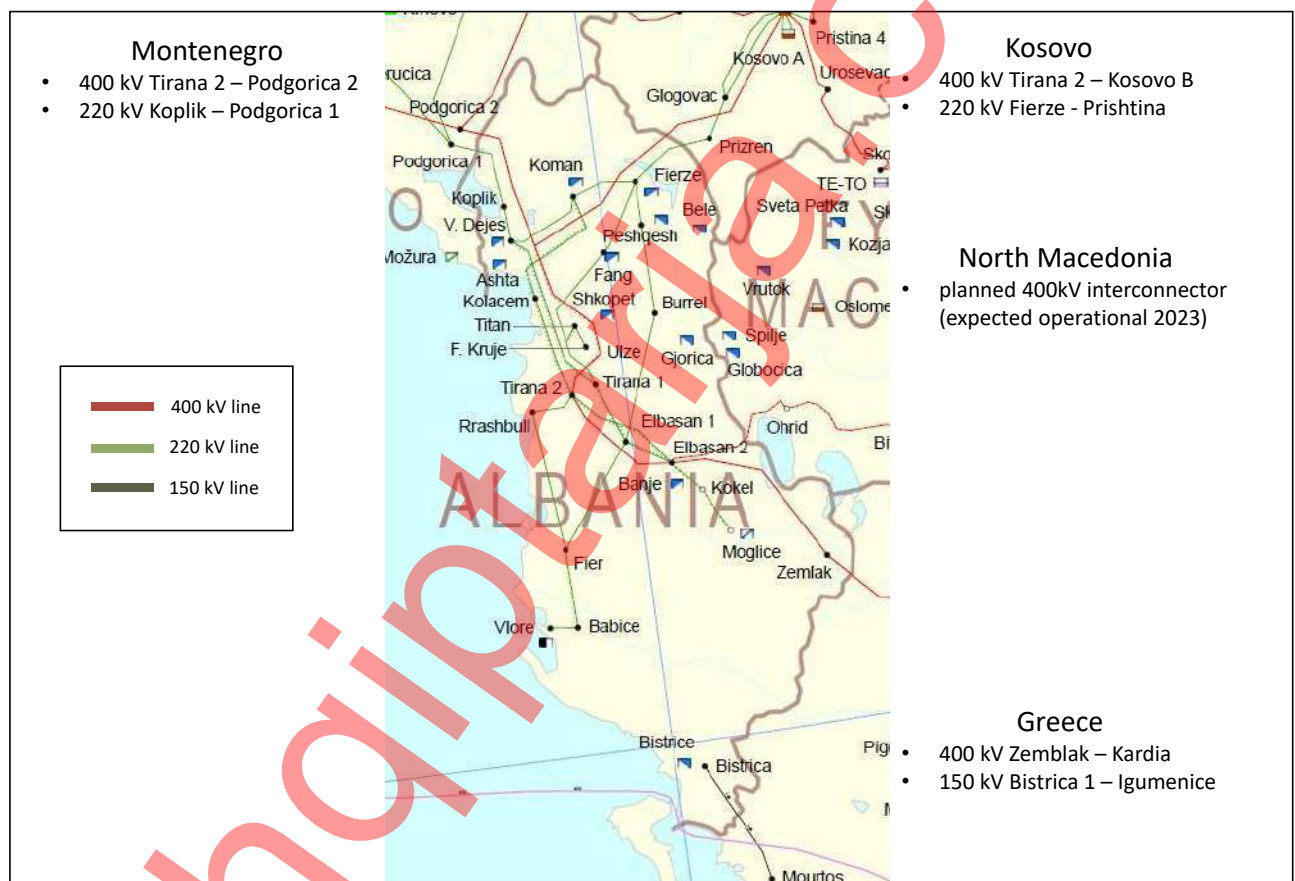 Montenegro
• 400 kV Tirana 2 – Podgorica 2
• 220 kV Koplik – Podgorica 1
400 kV line
220 kV line
150 kV line
Pristina 4
Kosovo A
Urosevac
Glogovac
Podgorica 2
Prizren
Podgorica 1
Koman
Fierze
TE-TO
Koplik
Bele
Sveta Petka
V. Dejes
Peshqesh
Kozja
Možura
Ashta
Fang
Vrutok
MAC
Kolacem
Shkopet
Burrel
Oslome
Titan
F. Kruje
Ulze
Gjorica
Spilje
Globocica
Tirana 2
Tirana 1
Rrashbull
Elbasan 1
Ohrid
Elbasan 2
Banje
Kokel
ALBANIA
Moglice
Fier
Zemlak
Vlore
Babice
Bistrice
Bistrica
Mourtos
Kosovo
• 400 kV Tirana 2 – Kosovo B
• 220 kV Fierze - Prishtina
North Macedonia
• planned 400kV interconnector
(expected operational 2023)
Greece
• 400 kV Zemblak – Kardia
• 150 kV Bistrica 1 – Igumenice
hqiptarja.c